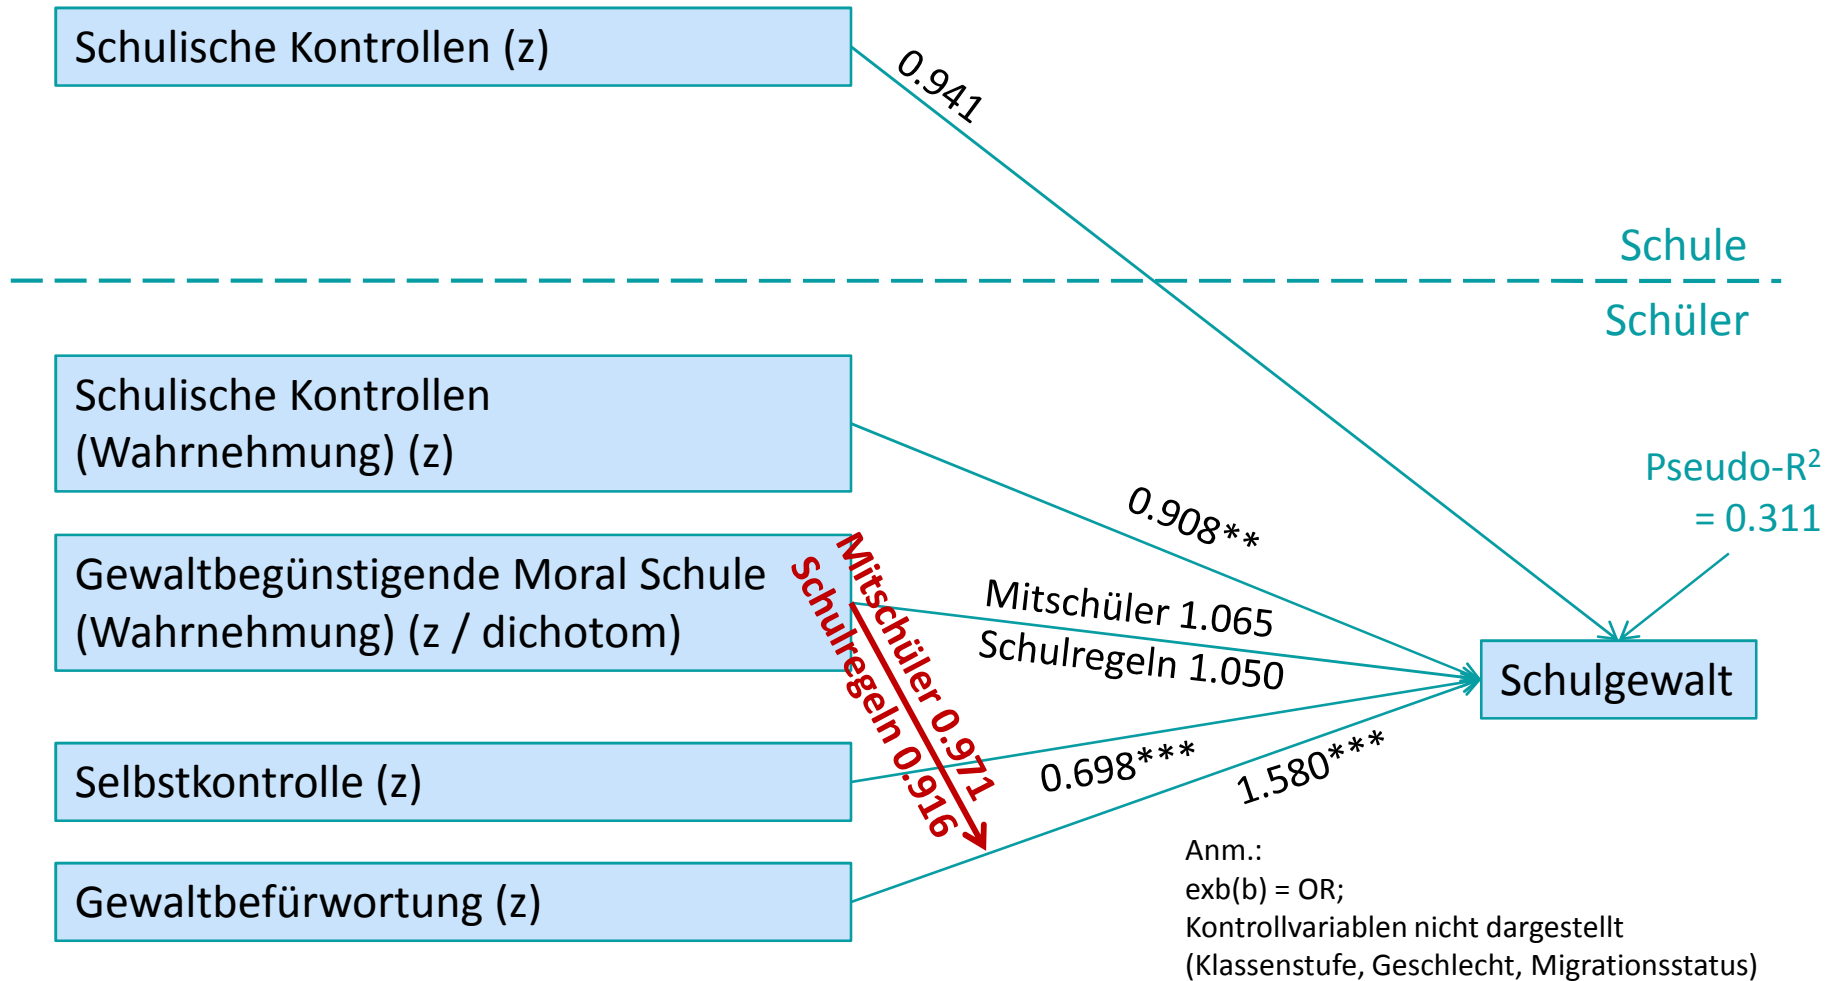 Schulische Kontrollen (z)
0.941
Schule
Schüler
Schulische Kontrollen
(Wahrnehmung) (z)
Pseudo-R²
= 0.311
0.908**
Gewaltbegünstigende Moral Schule
(Wahrnehmung) (z / dichotom)
Mitschüler 0.971
Schulregeln 0.916
Mitschüler 1.065
Schulregeln 1.050
Schulgewalt
Selbstkontrolle (z)
0.698***
1.580***
Gewaltbefürwortung (z)
Anm.:
exb(b) = OR;
Kontrollvariablen nicht dargestellt
(Klassenstufe, Geschlecht, Migrationsstatus)